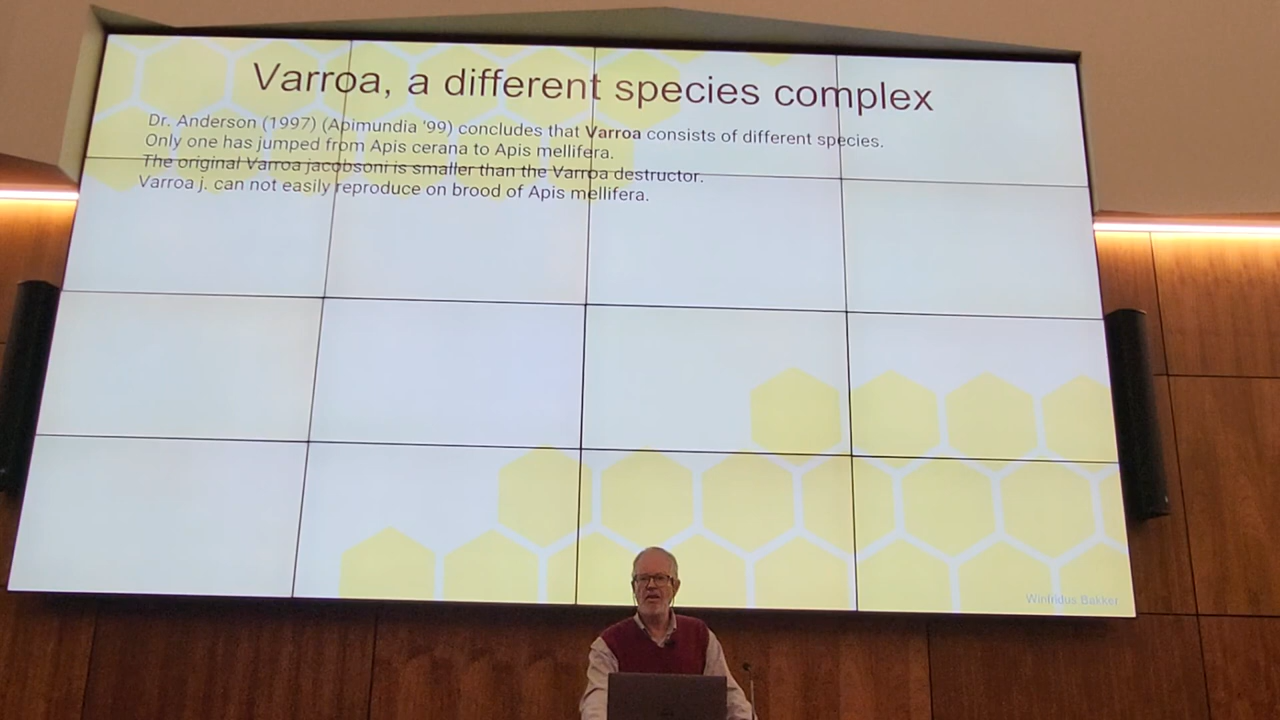 Varroa, a different species complex
Dr. Anderson (1997) (Apimundia '99) concludes that Varroa consists of different species.
Only one has jumped from Apis cerana to Apis mellifera.
The original Varroa jacobsoni is smaller than the Varroa destructor.
Varroa j. can not easily reproduce on brood of Apis mellifera.
Winfridus Bakker